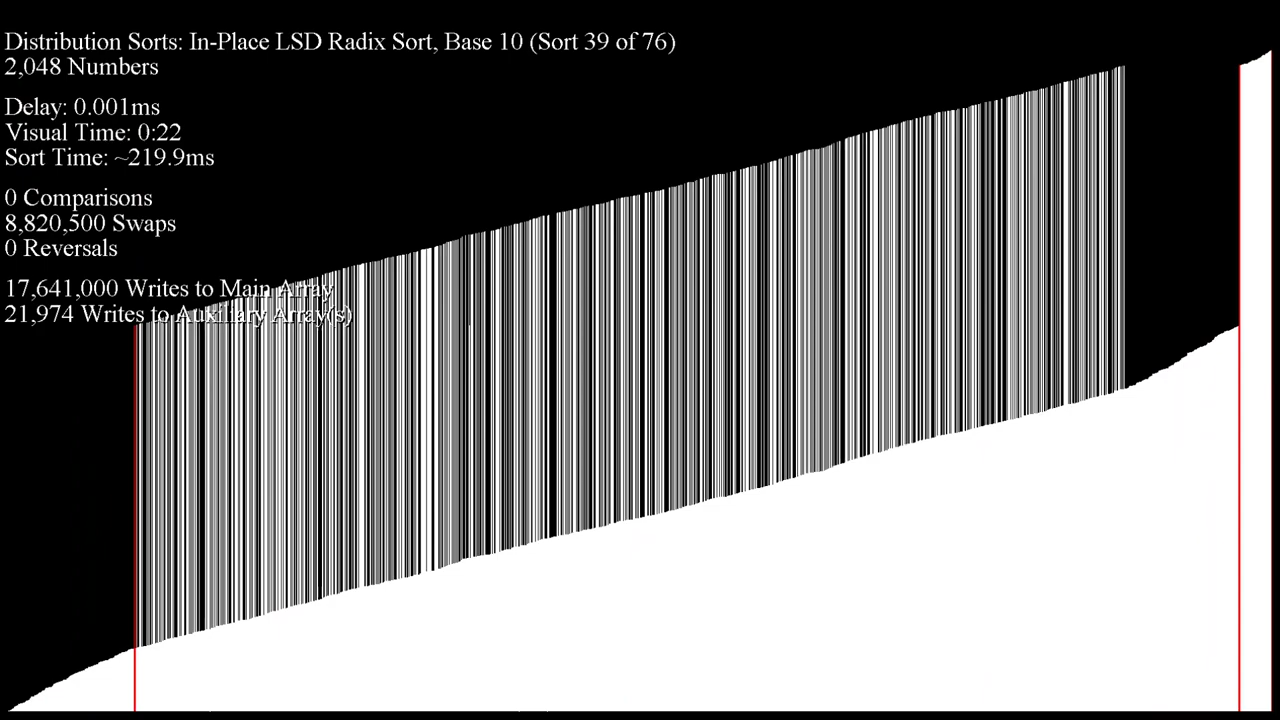 Distribution Sorts: In-Place LSD Radix Sort, Base 10 (Sort 39 of 76)
2,048 Numbers
Delay: 0.001ms
Visual Time: 0:22
Sort Time: ~219.9ms
0 Comparisons
8,820,500 Swaps
0 Reversals
17,641,000 Writes to Main Array
21,974 Writes to Auxiliary Array(s)